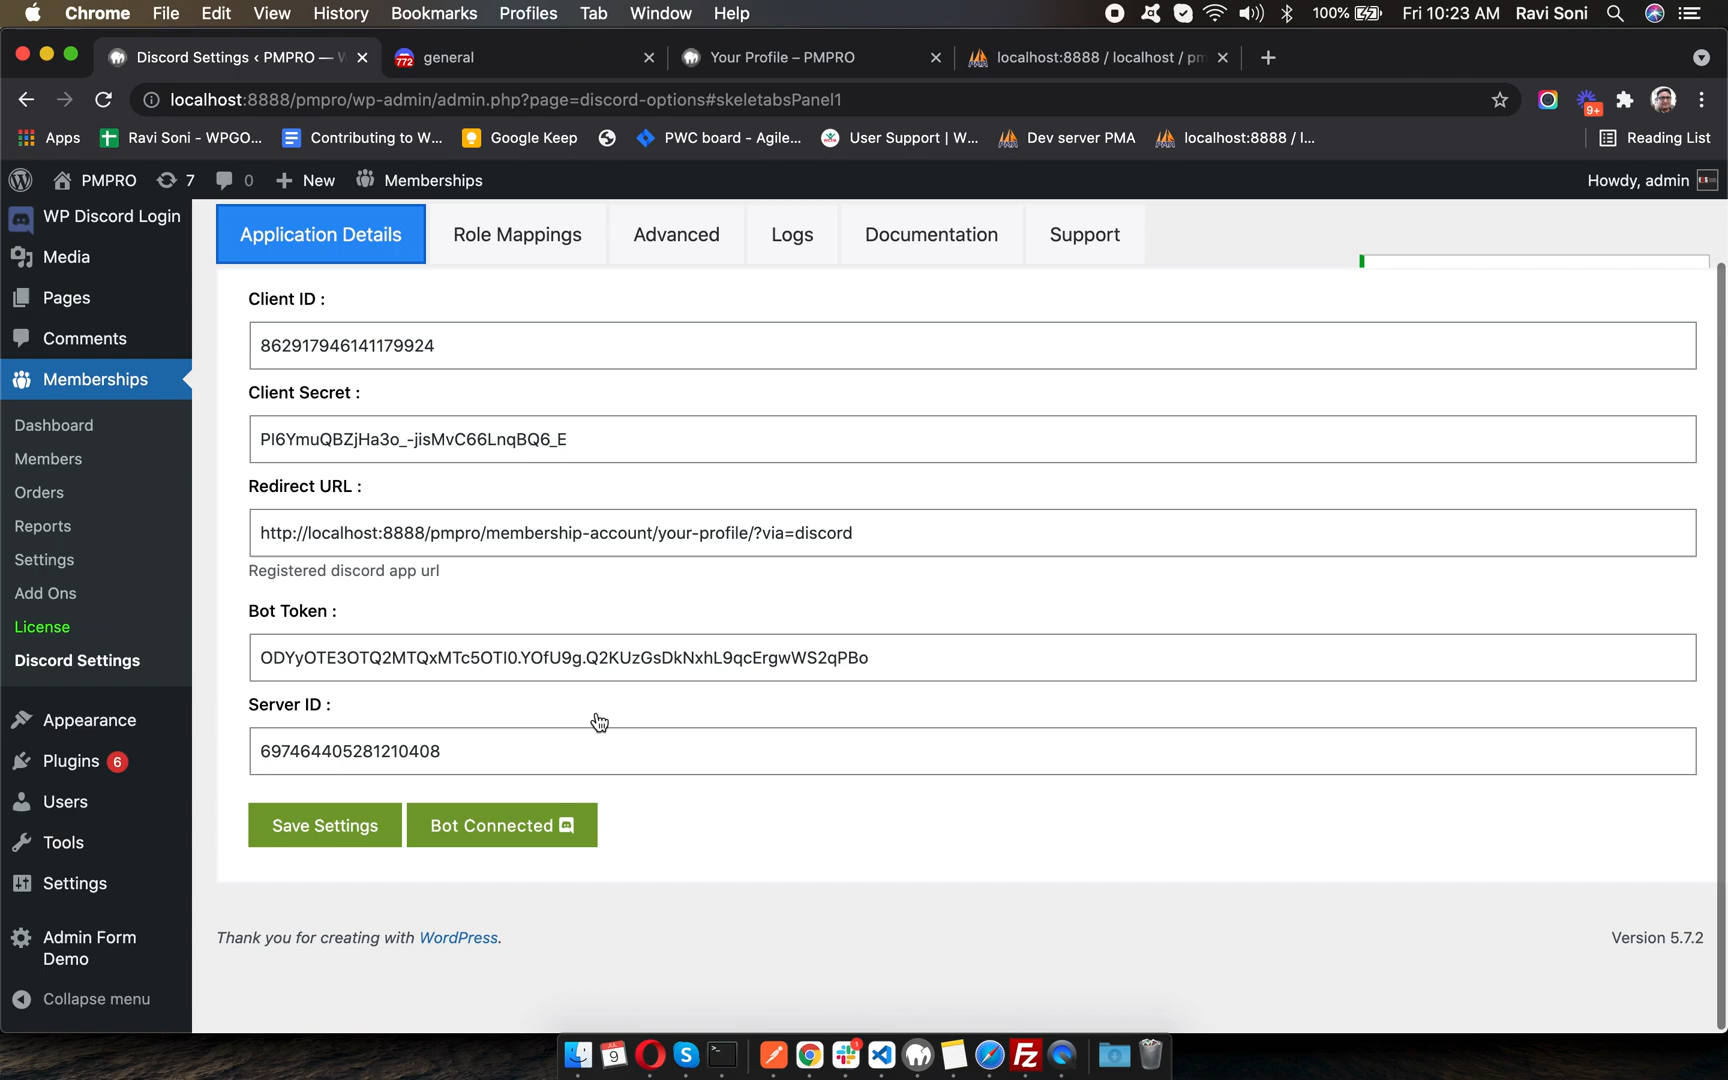 Chrome File Edit View History Bookmarks Profiles Tab Window Help 100% Fri 10:23 AM Ravi Soni
Discord Settings ‹ PMPRO — W general Your Profile – PMPRO localhost:8888 / localhost / pm
localhost:8888/pmpro/wp-admin/admin.php?page=discord-options#skeletabsPanel1 9+
Apps Ravi Soni - WPGO... Contributing to W... Google Keep PWC board - Agile... User Support | W... Dev server PMA localhost:8888 / l... Reading List
PMPRO 7 0 New Memberships Howdy, admin
WP Discord Login
Media
Pages
Comments
Memberships
Dashboard
Members
Orders
Reports
Settings
Add Ons
License
Discord Settings
Appearance
Plugins 6
Users
Tools
Settings
Admin Form
Demo
Collapse menu
Application Details Role Mappings Advanced Logs Documentation Support
Client ID :
862917946141179924
Client Secret :
PI6YmuQBZjHa3o_-jisMvC66LnqBQ6_E
Redirect URL :
http://localhost:8888/pmpro/membership-account/your-profile/?via=discord
Registered discord app url
Bot Token :
ODYyOTE3OTQ2MTQxMTc5OTI0.YOfU9g.Q2KUzGsDkNxhL9qcErgwWS2qPBo
Server ID :
697464405281210408
Save Settings Bot Connected
Thank you for creating with WordPress. Version 5.7.2